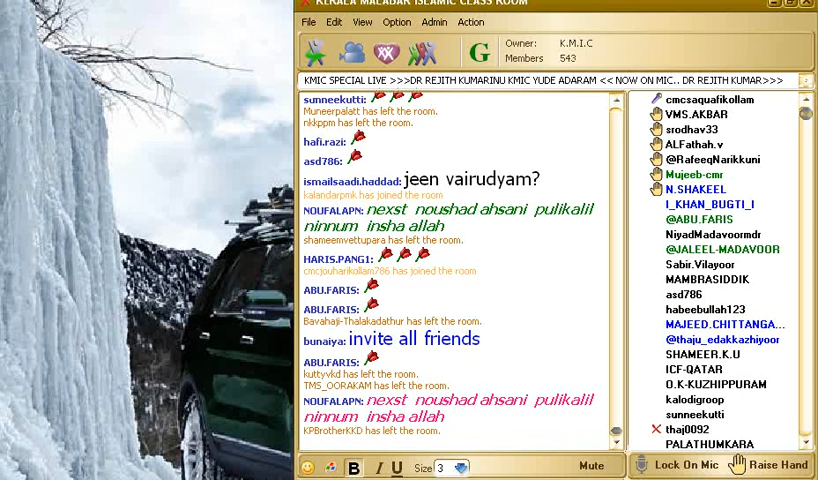 KERALA MALABAR ISLAMIC CLASS ROOM
File Edit View Option Admin Action
G Owner: K.M.I.C
Members 543
KMIC SPECIAL LIVE >>>DR REJITH KUMARINU KMIC YUDE ADARAM << NOW ON MIC.. DR REJITH KUMAR>>>
sunneekutti:
Muneerpalatt has left the room.
nkkppm has left the room.
hafi.razi:
asd786:
ismailsaadi.haddad: jeen vairudyam?
kalandarpmk has joined the room
NOUFALAPN: nexst noushad ahsani pulikalil
ninnum insha allah
shameemvettupara has left the room.
HARIS.PANG1:
cmcjouharikollam786 has joined the room
ABU.FARIS:
ABU.FARIS:
Bavahaji-Thalakadathur has left the room.
bunaiya: invite all friends
ABU.FARIS:
kuttyvkd has left the room.
TMS_OORAKAM has left the room.
NOUFALAPN: nexst noushad ahsani pulikalil
ninnum insha allah
KPBrotherKKD has left the room.
B I U Size 3 Mute
cmcsaquafikollam
VMS.AKBAR
srodhav33
ALFathah.v
@RafeeqNarikkuni
Mujeeb-cmr
N.SHAKEEL
I_KHAN_BUGTI_I
@ABU.FARIS
NiyadMadavoormdr
@JALEEL-MADAVOOR
Sabir.Vilayoor
MAMBRASIDDIK
asd786
habeebullah123
MAJEED.CHITTANGA...
@thaju_edakkazhiyoor
SHAMEER.K.U
ICF-QATAR
O.K-KUZHIPPURAM
kalodigroop
sunneekutti
thaj0092
PALATHUMKARA
Lock On Mic Raise Hand